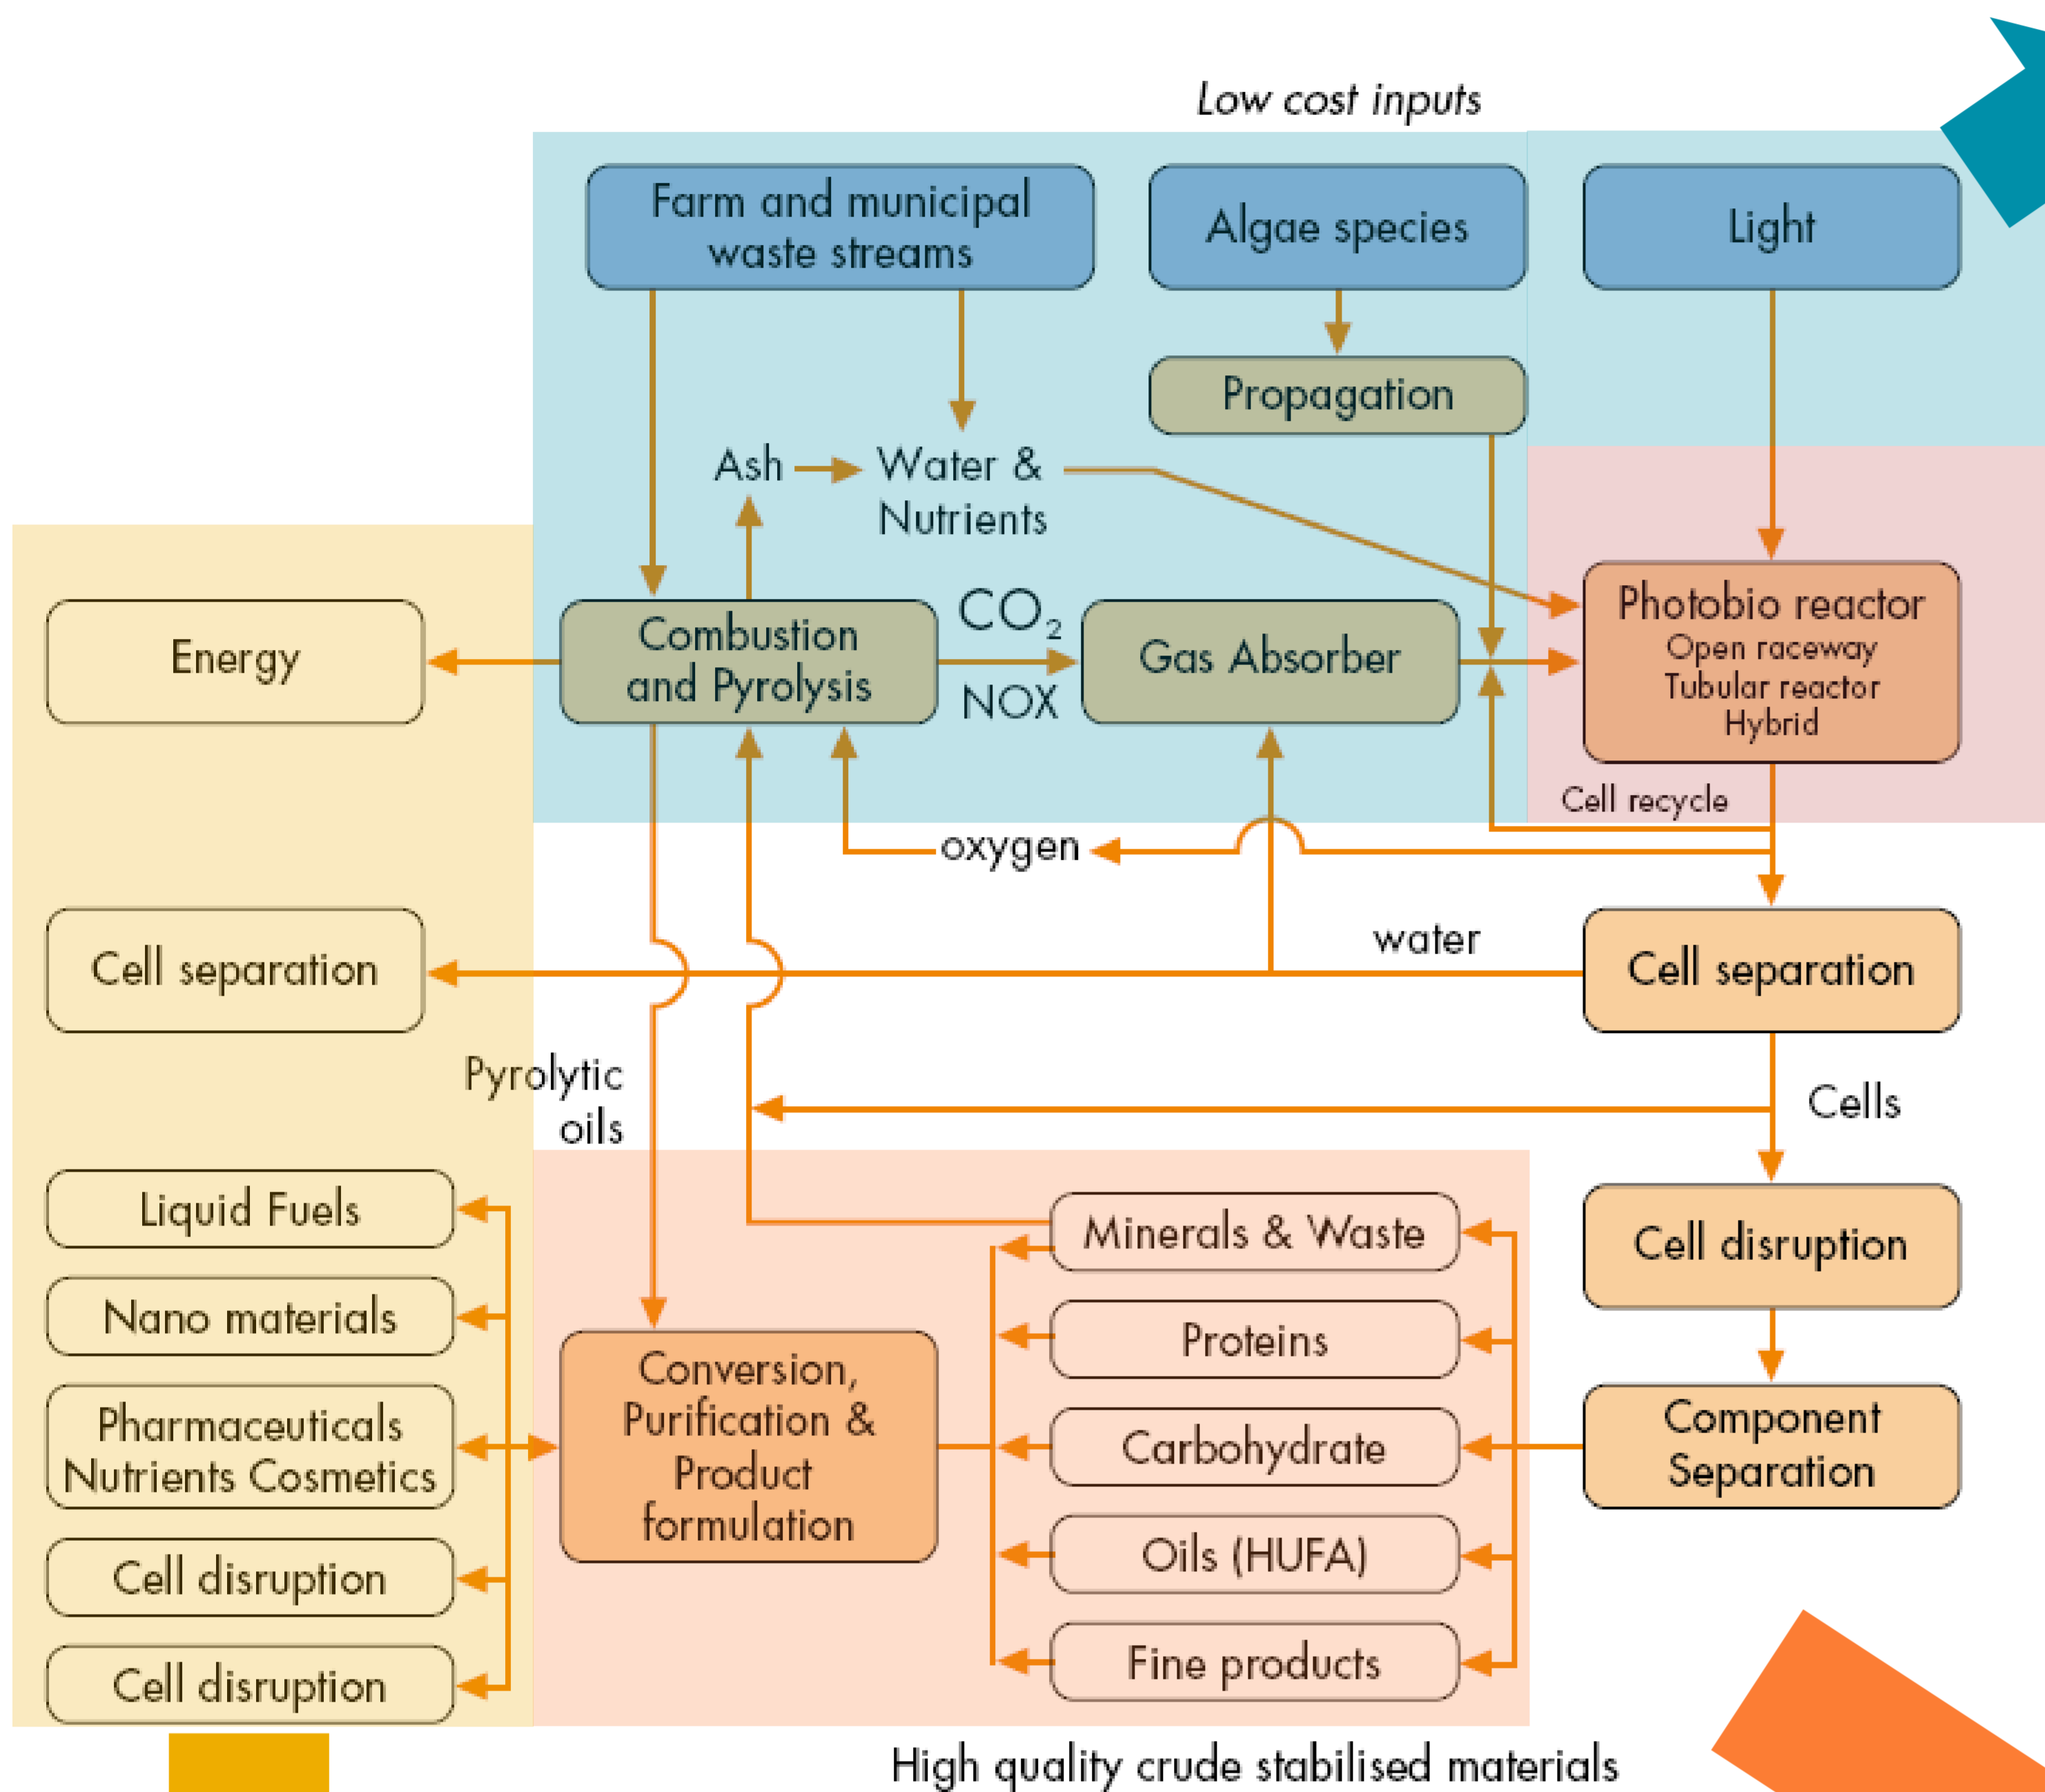 Low cost inputs
Farm and municipal
waste streams
Algae species
Light
Propagation
Ash
Water &
Nutrients
CO₂
NOX
Energy
Combustion
and Pyrolysis
Gas Absorber
Photobio reactor
Open raceway
Tubular reactor
Hybrid
Cell recycle
oxygen
water
Cell separation
Cell separation
Pyrolytic
oils
Cells
Liquid Fuels
Nano materials
Pharmaceuticals
Nutrients Cosmetics
Cell disruption
Cell disruption
Conversion,
Purification &
Product
formulation
Minerals & Waste
Proteins
Carbohydrate
Oils (HUFA)
Fine products
Cell disruption
Component
Separation
High quality crude stabilised materials